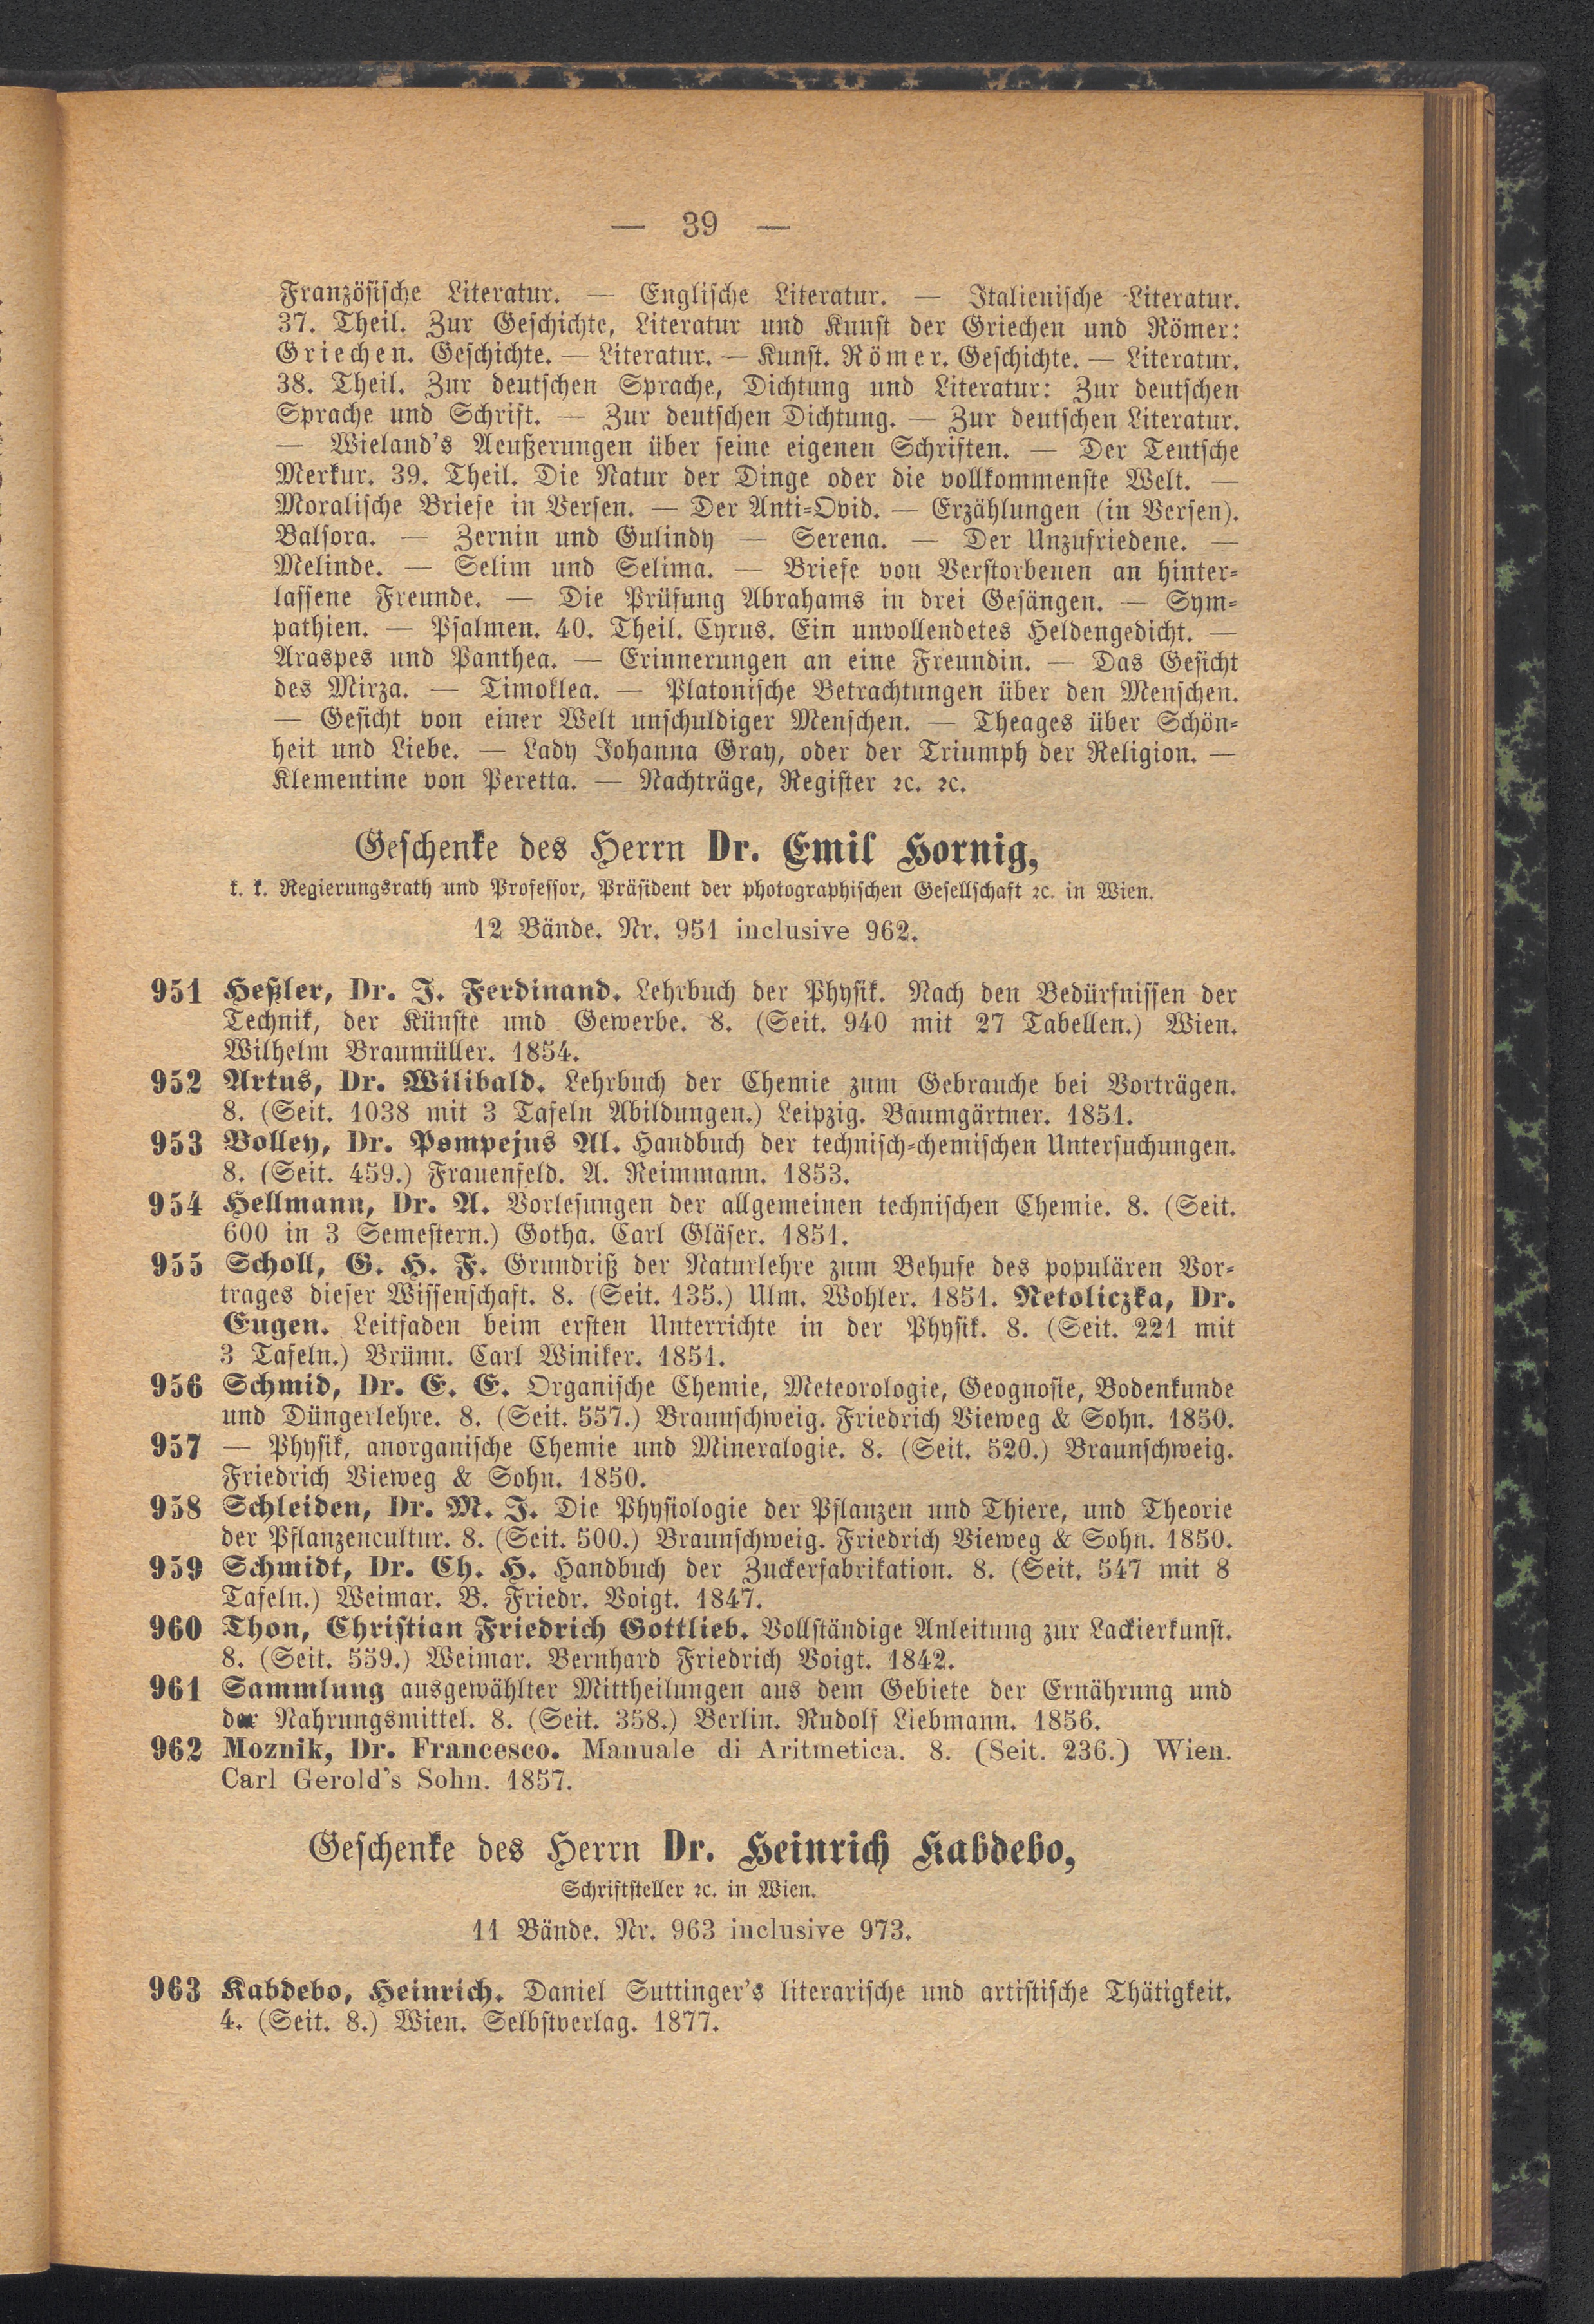 — 39 —
Französische Literatur. — Englische Literatur. — Italienische Literatur.
37. Theil. Zur Geschichte, Literatur und Kunst der Griechen und Römer:
Griechen. Geschichte. — Literatur. — Kunst. Römer. Geschichte. — Literatur.
38. Theil. Zur deutschen Sprache, Dichtung und Literatur: Zur deutschen
Sprache und Schrift. — Zur deutschen Dichtung. — Zur deutschen Literatur.
— Wieland's Aeußerungen über seine eigenen Schriften. — Der Teutsche
Merkur. 39. Theil. Die Natur der Dinge oder die vollkommenste Welt. —
Moralische Briefe in Versen. — Der Anti-Ovid. — Erzählungen (in Versen).
Balsora. — Zernin und Gulindy — Serena. — Der Unzufriedene. —
Melinde. — Selim und Selima. — Briefe von Verstorbenen an hinter-
lassene Freunde. — Die Prüfung Abrahams in drei Gesängen. — Sym-
pathien. — Psalmen. 40. Theil. Cyrus. Ein unvollendetes Heldengedicht. —
Araspes und Panthea. — Erinnerungen an eine Freundin. — Das Gesicht
des Mirza. — Timoklea. — Platonische Betrachtungen über den Menschen.
— Gesicht von einer Welt unschuldiger Menschen. — Theages über Schön-
heit und Liebe. — Lady Johanna Gray, oder der Triumph der Religion. —
Klementine von Peretta. — Nachträge, Register ꝛc. ꝛc.
Geschenke des Herrn Dr. Emil Hornig,
k. k. Regierungsrath und Professor, Präsident der photographischen Gesellschaft ꝛc. in Wien.
12 Bände. Nr. 951 inclusive 962.
951 Heßler, Dr. J. Ferdinand. Lehrbuch der Physik. Nach den Bedürfnissen der
Technik, der Künste und Gewerbe. 8. (Seit. 940 mit 27 Tabellen.) Wien.
Wilhelm Braumüller. 1854.
952 Artus, Dr. Wilibald. Lehrbuch der Chemie zum Gebrauche bei Vorträgen.
8. (Seit. 1038 mit 3 Tafeln Abildungen.) Leipzig. Baumgärtner. 1851.
953 Bolley, Dr. Pompejus Al. Handbuch der technisch-chemischen Untersuchungen.
8. (Seit. 459.) Frauenfeld. A. Reimmann. 1853.
954 Hellmann, Dr. A. Vorlesungen der allgemeinen technischen Chemie. 8. (Seit.
600 in 3 Semestern.) Gotha. Carl Gläser. 1851.
955 Scholl, G. H. F. Grundriß der Naturlehre zum Behufe des populären Vor-
trages dieser Wissenschaft. 8. (Seit. 135.) Ulm. Wohler. 1851. Netoliczka, Dr.
Eugen. Leitfaden beim ersten Unterrichte in der Physik. 8. (Seit. 221 mit
3 Tafeln.) Brünn. Carl Winiker. 1851.
956 Schmid, Dr. E. E. Organische Chemie, Meteorologie, Geognosie, Bodenkunde
und Düngerlehre. 8. (Seit. 557.) Braunschweig. Friedrich Vieweg & Sohn. 1850.
957 — Physik, anorganische Chemie und Mineralogie. 8. (Seit. 520.) Braunschweig.
Friedrich Vieweg & Sohn. 1850.
958 Schleiden, Dr. M. J. Die Physiologie der Pflanzen und Thiere, und Theorie
der Pflanzencultur. 8. (Seit. 500.) Braunschweig. Friedrich Vieweg & Sohn. 1850.
959 Schmidt, Dr. Ch. H. Handbuch der Zuckerfabrikation. 8. (Seit. 547 mit 8
Tafeln.) Weimar. B. Friedr. Voigt. 1847.
960 Thon, Christian Friedrich Gottlieb. Vollständige Anleitung zur Lackierkunst.
8. (Seit. 559.) Weimar. Bernhard Friedrich Voigt. 1842.
961 Sammlung ausgewählter Mittheilungen aus dem Gebiete der Ernährung und
der Nahrungsmittel. 8. (Seit. 358.) Berlin. Rudolf Liebmann. 1856.
962 Moznik, Dr. Francesco. Manuale di Aritmetica. 8. (Seit. 236.) Wien.
Carl Gerold's Sohn. 1857.
Geschenke des Herrn Dr. Heinrich Kabdebo,
Schriftsteller ꝛc. in Wien.
11 Bände. Nr. 963 inclusive 973.
963 Kabdebo, Heinrich. Daniel Suttinger's literarische und artistische Thätigkeit.
4. (Seit. 8.) Wien. Selbstverlag. 1877.